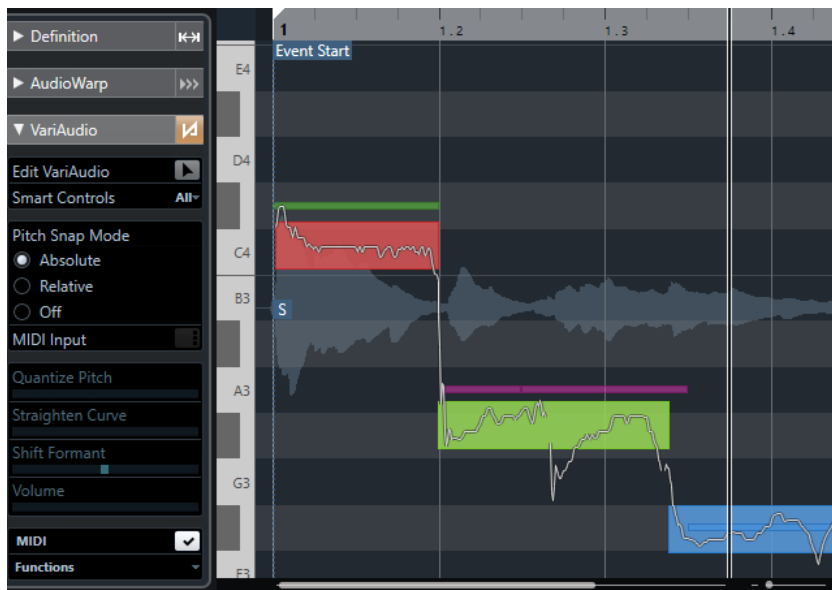 Definition
AudioWarp
VariAudio
Edit VariAudio
Smart Controls All
Pitch Snap Mode
Absolute
Relative
Off
MIDI Input
Quantize Pitch
Straighten Curve
Shift Formant
Volume
MIDI
Functions
1 1.2 1.3 1.4
Event Start
E4
D4
C4
B3
S
A3
G3
F3